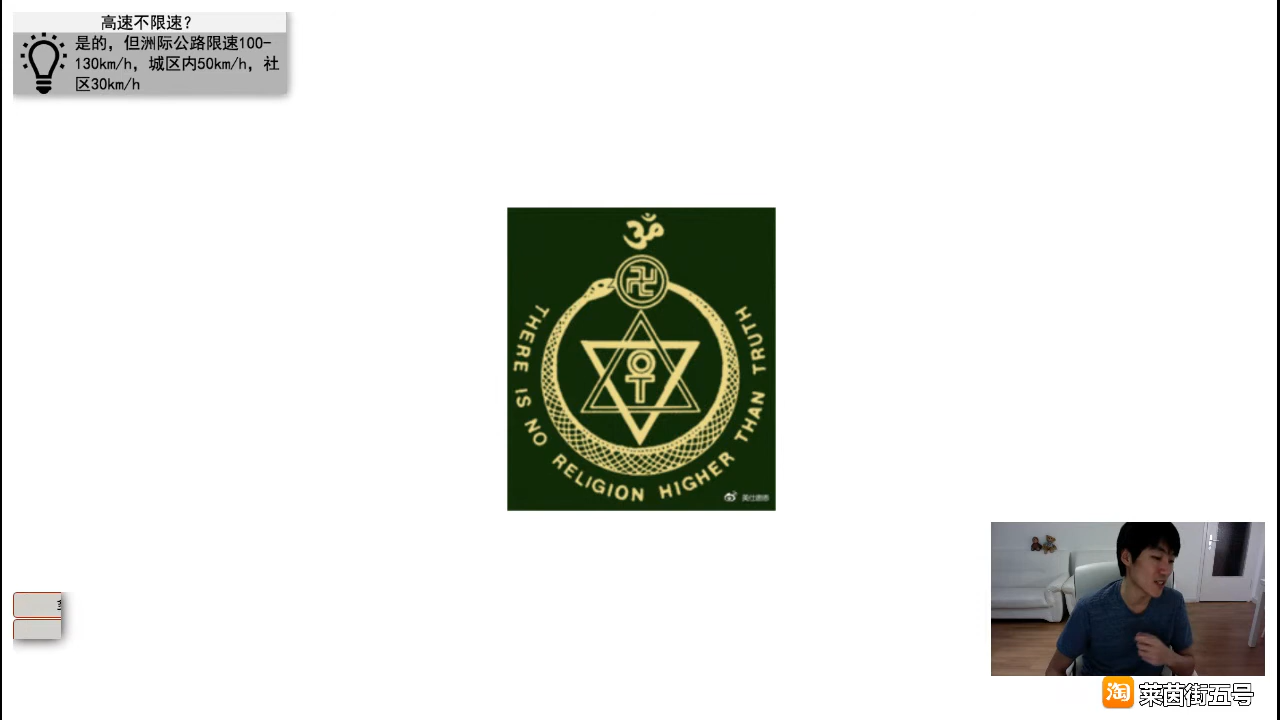 高速不限速？
是的，但洲际公路限速100-
130km/h，城区内50km/h，社
区30km/h
ॐ
卍
THERE IS NO RELIGION HIGHER THAN TRUTH
淘 莱茵街五号